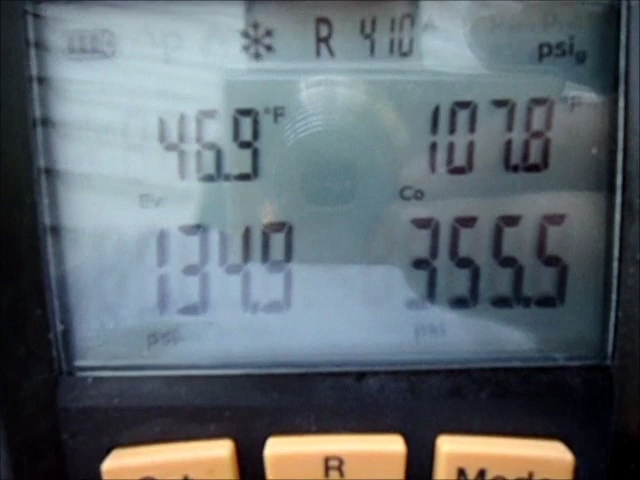 R 410A psig
46.9 °F 107.8 °F
Ev Co
134.9 355.5
psi psi
R Mode